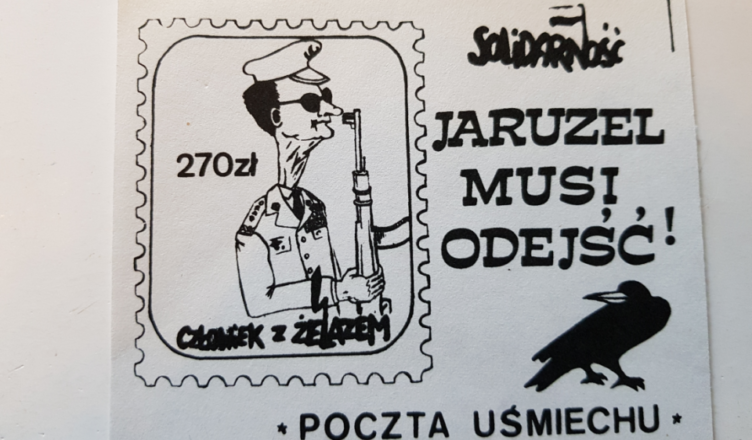 SOLiDARNOŚĆ
JARUZEL
MUSI
ODEJŚĆ!
270zł
CZŁOWIEK Z ŻELAZEM
* POCZTA UŚMIECHU *